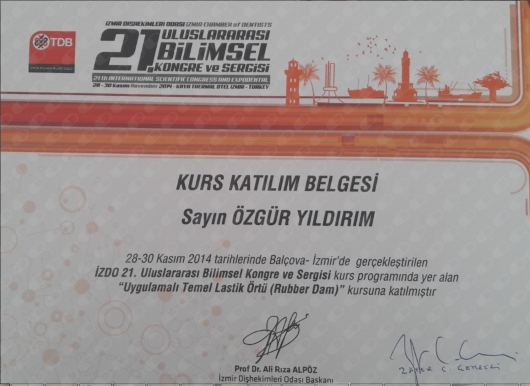 İZMİR DİŞHEKİMLERİ ODASI İZMİR CHAMBER of DENTISTS
TDB
21. ULUSLARARASI
BİLİMSEL
KONGRE ve SERGİSİ
21 th INTERNATIONAL SCIENTIFIC CONGRESS AND EXPODENTAL
28 - 30 Kasım November 2014 - KAYA THERMAL OTEL İZMİR - TURKEY
KURS KATILIM BELGESİ
Sayın ÖZGÜR YILDIRIM
28-30 Kasım 2014 tarihlerinde Balçova- İzmir'de gerçekleştirilen
İZDO 21. Uluslararası Bilimsel Kongre ve Sergisi kurs programında yer alan
"Uygulamalı Temel Lastik Örtü (Rubber Dam)" kursuna katılmıştır
Prof Dr. Ali Rıza ALPÖZ
İzmir Dişhekimleri Odası Başkanı